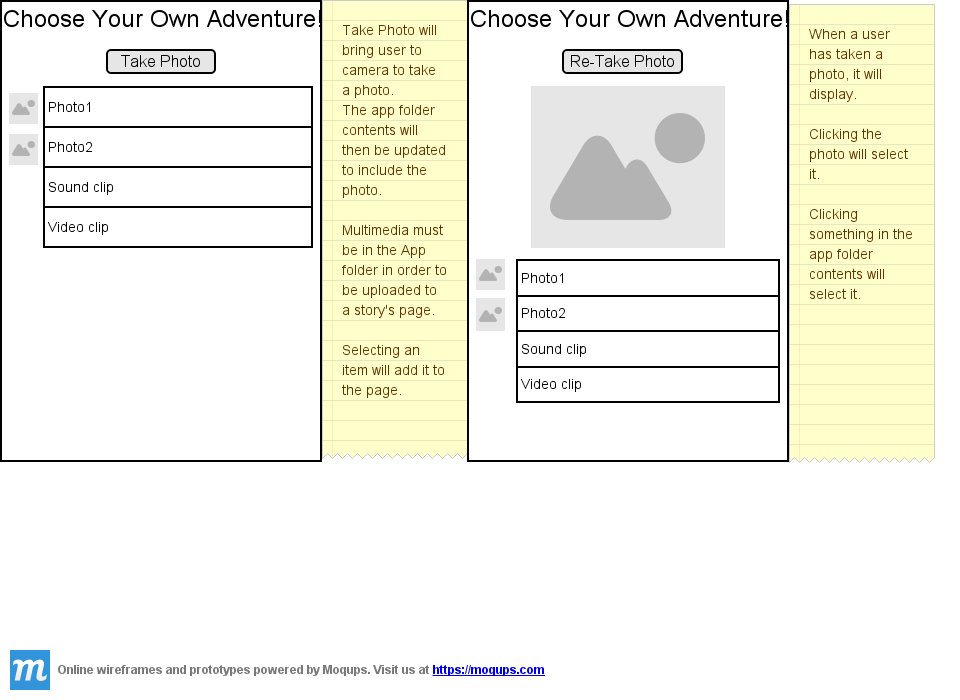 Choose Your Own Adventure!
Take Photo
Photo1
Photo2
Sound clip
Video clip
Take Photo will
bring user to
camera to take
a photo.
The app folder
contents will
then be updated
to include the
photo.
Multimedia must
be in the App
folder in order to
be uploaded to
a story's page.
Selecting an
item will add it to
the page.
Choose Your Own Adventure!
Re-Take Photo
Photo1
Photo2
Sound clip
Video clip
When a user
has taken a
photo, it will
display.
Clicking the
photo will select
it.
Clicking
something in the
app folder
contents will
select it.
m
Online wireframes and prototypes powered by Moqups. Visit us at https://moqups.com